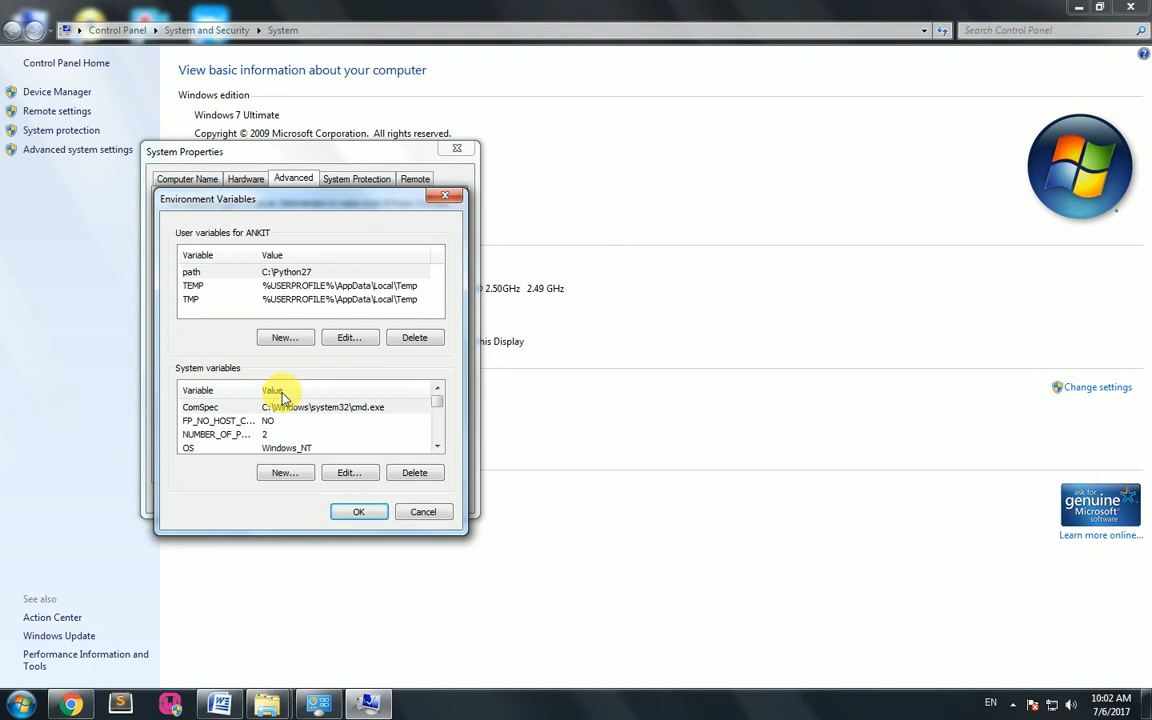 Control Panel
System and Security
System
Search Control Panel
Control Panel Home
Device Manager
Remote settings
System protection
Advanced system settings
See also
Action Center
Windows Update
Performance Information and
Tools
View basic information about your computer
Windows edition
Windows 7 Ultimate
Copyright © 2009 Microsoft Corporation. All rights reserved.
2.50GHz 2.49 GHz
his Display
Change settings
ask for
genuine
Microsoft
software
Learn more online...
System Properties
Computer Name
Hardware
Advanced
System Protection
Remote
Environment Variables
User variables for ANKIT
Variable Value
path C:\Python27
TEMP %USERPROFILE%\AppData\Local\Temp
TMP %USERPROFILE%\AppData\Local\Temp
New... Edit... Delete
System variables
Variable Value
ComSpec C:\Windows\system32\cmd.exe
FP_NO_HOST_C... NO
NUMBER_OF_P... 2
OS Windows_NT
New... Edit... Delete
OK Cancel
EN
10:02 AM
7/6/2017